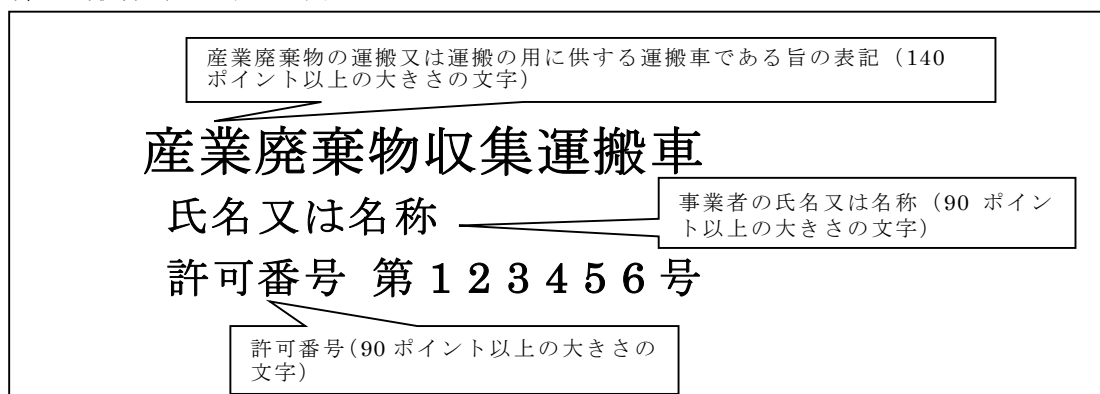 産業廃棄物の運搬又は運搬の用に供する運搬車である旨の表記（140
ポイント以上の大きさの文字）
産業廃棄物収集運搬車
氏名又は名称
事業者の氏名又は名称（90 ポイン
ト以上の大きさの文字）
許可番号 第１２３４５６号
許可番号（90 ポイント以上の大きさの
文字）